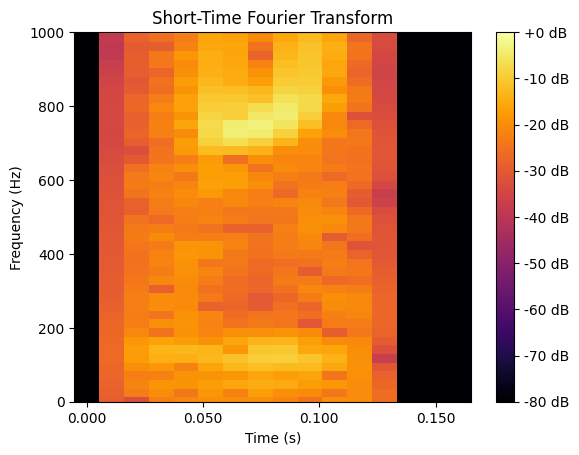 Short-Time Fourier Transform
1000
800
600
400
200
0
Frequency (Hz)
0.000
0.050
0.100
0.150
Time (s)
+0 dB
-10 dB
-20 dB
-30 dB
-40 dB
-50 dB
-60 dB
-70 dB
-80 dB